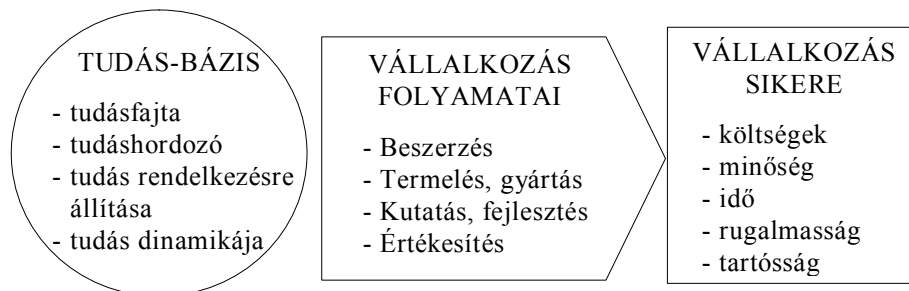 TUDÁS-BÁZIS
- tudásfajta
- tudáshordozó
- tudás rendelkezésre
állítása
- tudás dinamikája
VÁLLALKOZÁS
FOLYAMATAI
- Beszerzés
- Termelés, gyártás
- Kutatás, fejlesztés
- Értékesítés
VÁLLALKOZÁS
SIKERE
- költségek
- minőség
- idő
- rugalmasság
- tartósság